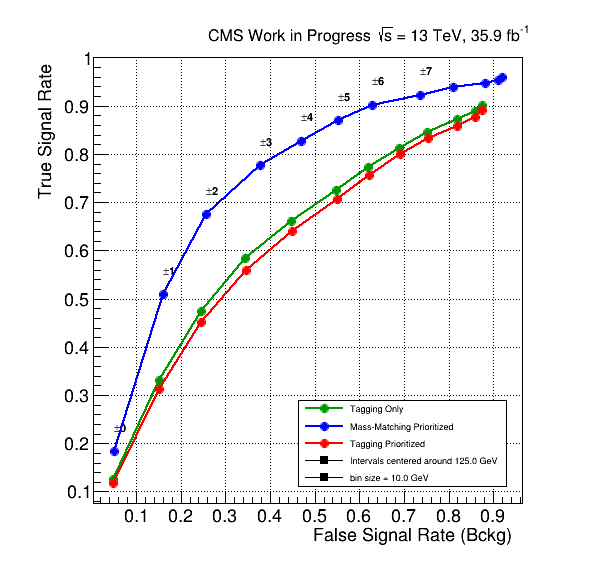 CMS Work in Progress √s = 13 TeV, 35.9 fb⁻¹
True Signal Rate
1
0.9
0.8
0.7
0.6
0.5
0.4
0.3
0.2
0.1
±0
±1
±2
±3
±4
±5
±6
±7
Tagging Only
Mass-Matching Prioritized
Tagging Prioritized
Intervals centered around 125.0 GeV
bin size = 10.0 GeV
0.1 0.2 0.3 0.4 0.5 0.6 0.7 0.8 0.9
False Signal Rate (Bckg)